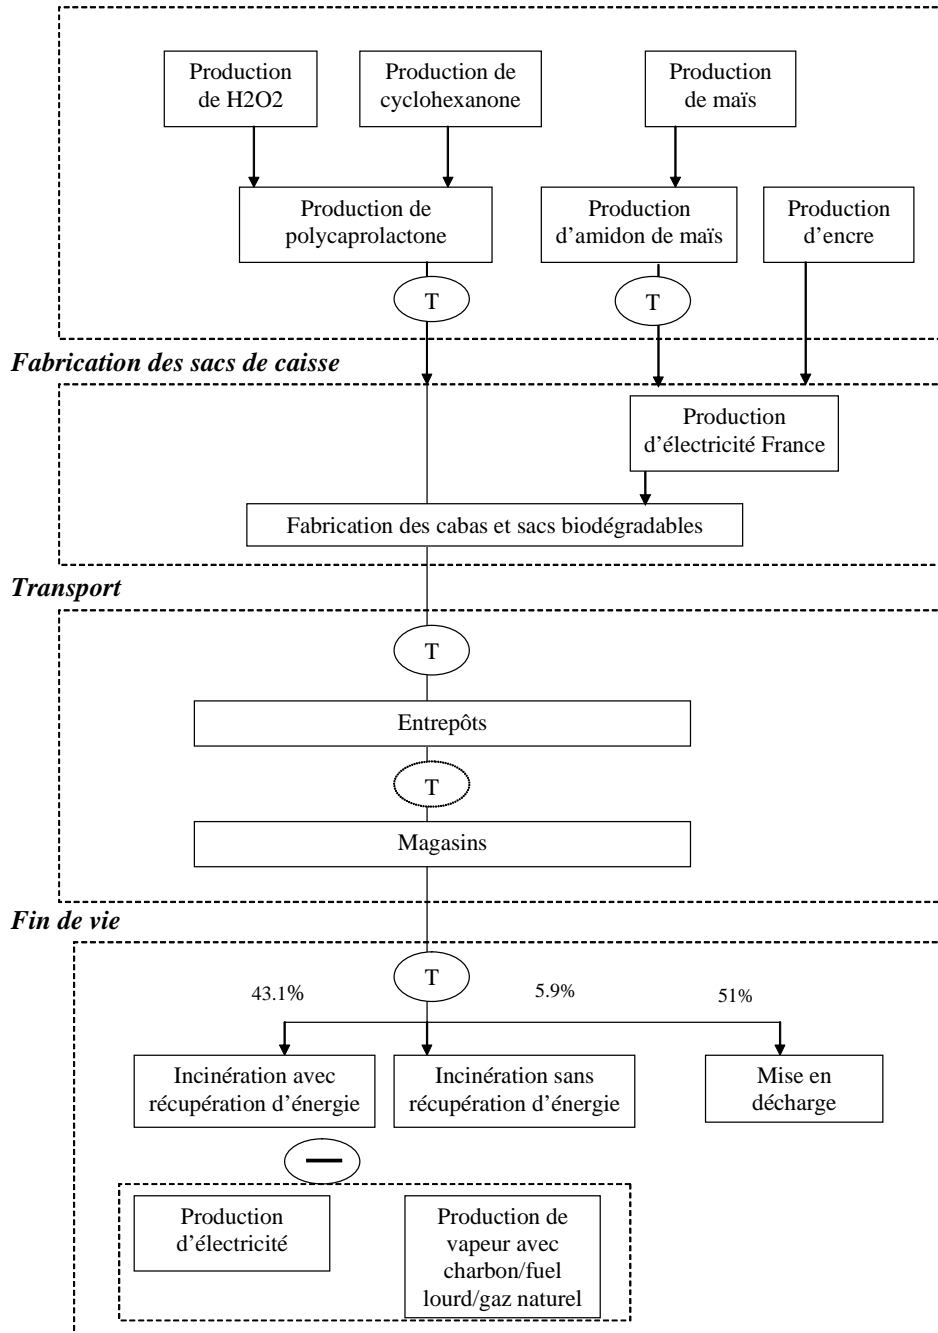 Production
de H2O2
Production de
cyclohexanone
Production
de maïs
Production de
polycaprolactone
Production
d’amidon de maïs
Production
d’encre
T
T
Fabrication des sacs de caisse
Production
d’électricité France
Fabrication des cabas et sacs biodégradables
Transport
T
Entrepôts
T
Magasins
Fin de vie
T
43.1%
5.9%
51%
Incinération avec
récupération d’énergie
Incinération sans
récupération d’énergie
Mise en
décharge
Production
d’électricité
Production de
vapeur avec
charbon/fuel
lourd/gaz naturel